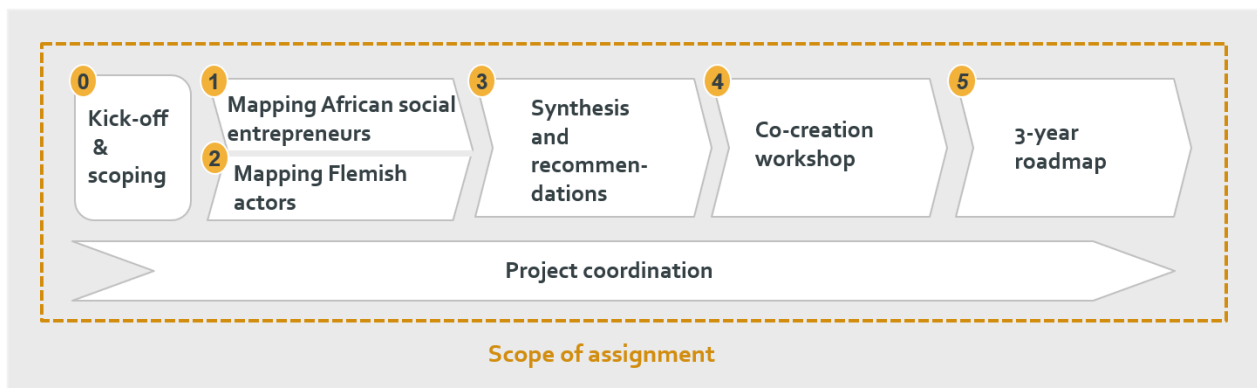 0
Kick-off
&
scoping
1
Mapping African social
entrepreneurs
2
Mapping Flemish
actors
3
Synthesis
and
recommen-
dations
4
Co-creation
workshop
5
3-year
roadmap
Project coordination
Scope of assignment